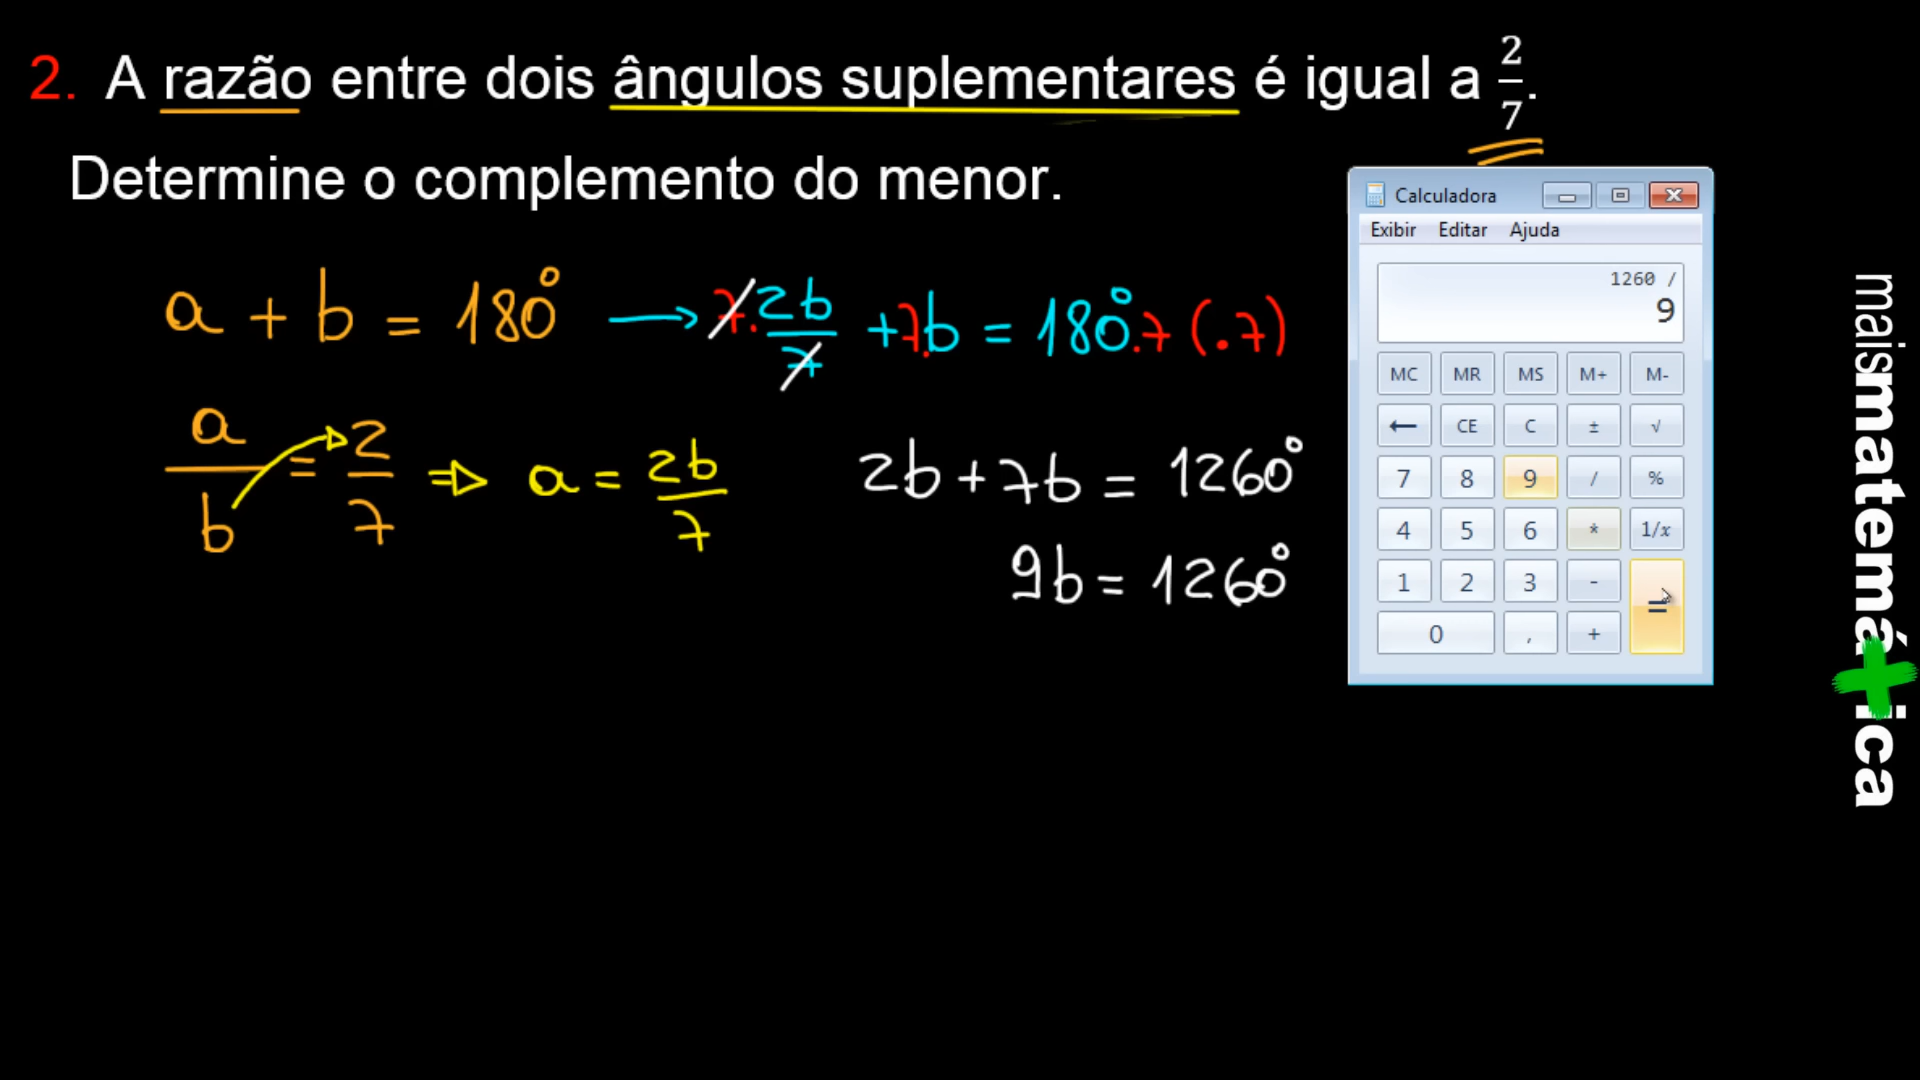 2. A razão entre dois ângulos suplementares é igual a 2/7.
Determine o complemento do menor.
a + b = 180° → 7.2b/7 + 7.b = 180°.7 (.7)
a/b = 2/7 ⇒ a = 2b/7
2b + 7b = 1260°
9b = 1260°
Calculadora
Exibir Editar Ajuda
1260 /
9
MC MR MS M+ M-
← CE C ± √
7 8 9 / %
4 5 6 * 1/x
1 2 3 - =
0 , +
maismatemática